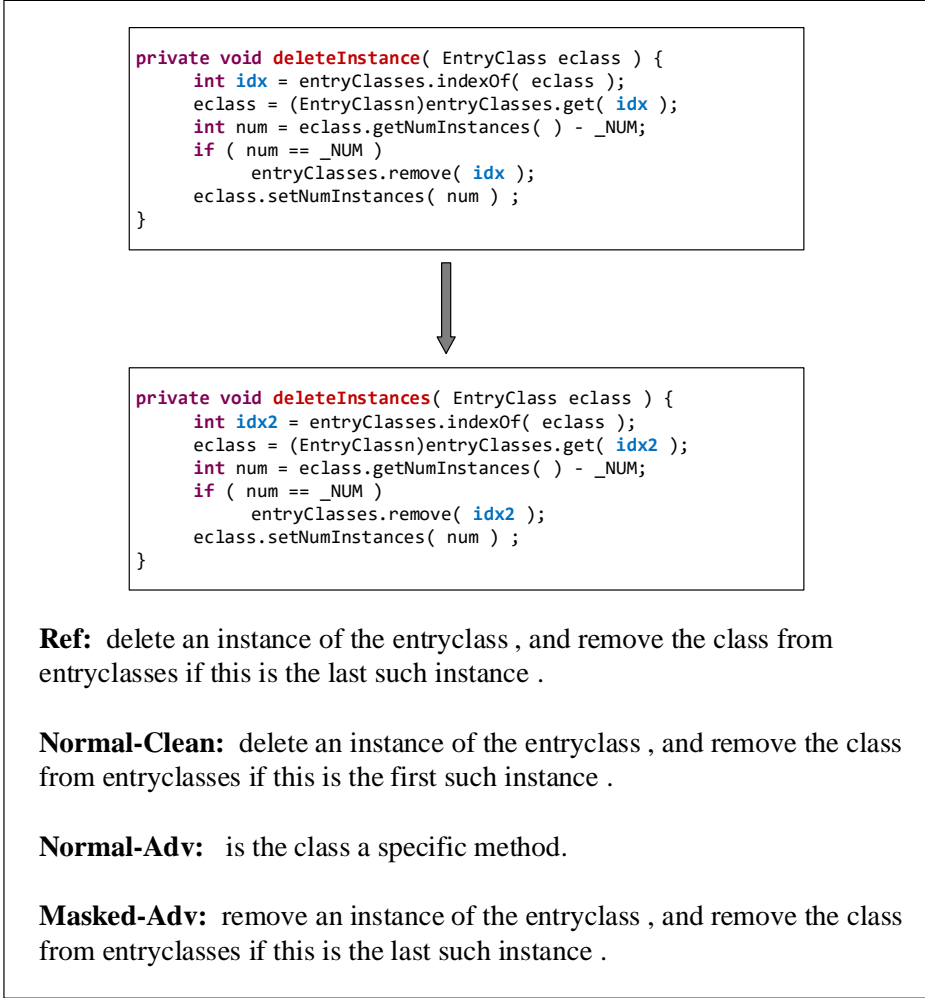 private void deleteInstance( EntryClass eclass ) {
int idx = entryClasses.indexOf( eclass );
eclass = (EntryClassn)entryClasses.get( idx );
int num = eclass.getNumInstances( ) - _NUM;
if ( num == _NUM )
entryClasses.remove( idx );
eclass.setNumInstances( num ) ;
}
private void deleteInstances( EntryClass eclass ) {
int idx2 = entryClasses.indexOf( eclass );
eclass = (EntryClassn)entryClasses.get( idx2 );
int num = eclass.getNumInstances( ) - _NUM;
if ( num == _NUM )
entryClasses.remove( idx2 );
eclass.setNumInstances( num ) ;
}
Ref: delete an instance of the entryclass , and remove the class from
entryclasses if this is the last such instance .
Normal-Clean: delete an instance of the entryclass , and remove the class
from entryclasses if this is the first such instance .
Normal-Adv: is the class a specific method.
Masked-Adv: remove an instance of the entryclass , and remove the class
from entryclasses if this is the last such instance .